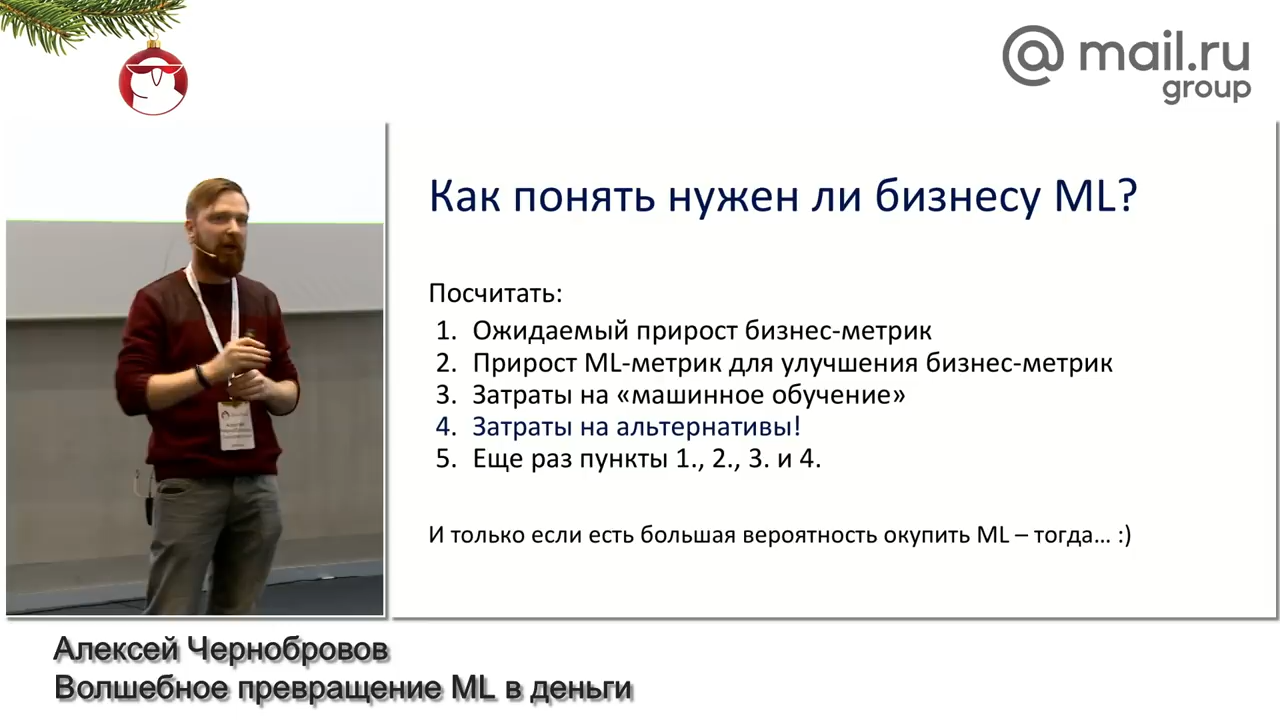 @ mail.ru
group
Как понять нужен ли бизнесу ML?
Посчитать:
1. Ожидаемый прирост бизнес-метрик
2. Прирост ML-метрик для улучшения бизнес-метрик
3. Затраты на «машинное обучение»
4. Затраты на альтернативы!
5. Еще раз пункты 1., 2., 3. и 4.
И только если есть большая вероятность окупить ML – тогда... :)
Алексей Чернобровов
Волшебное превращение ML в деньги